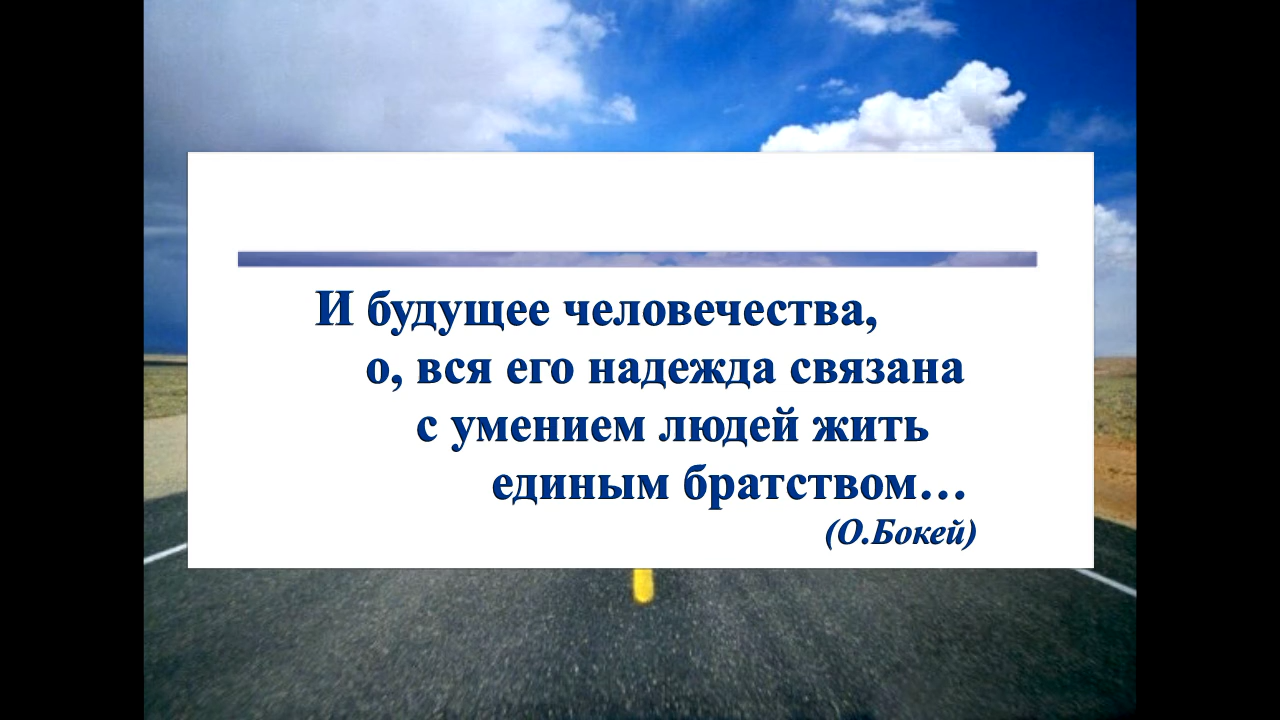 И будущее человечества,
о, вся его надежда связана
с умением людей жить
единым братством…
(О.Бокей)